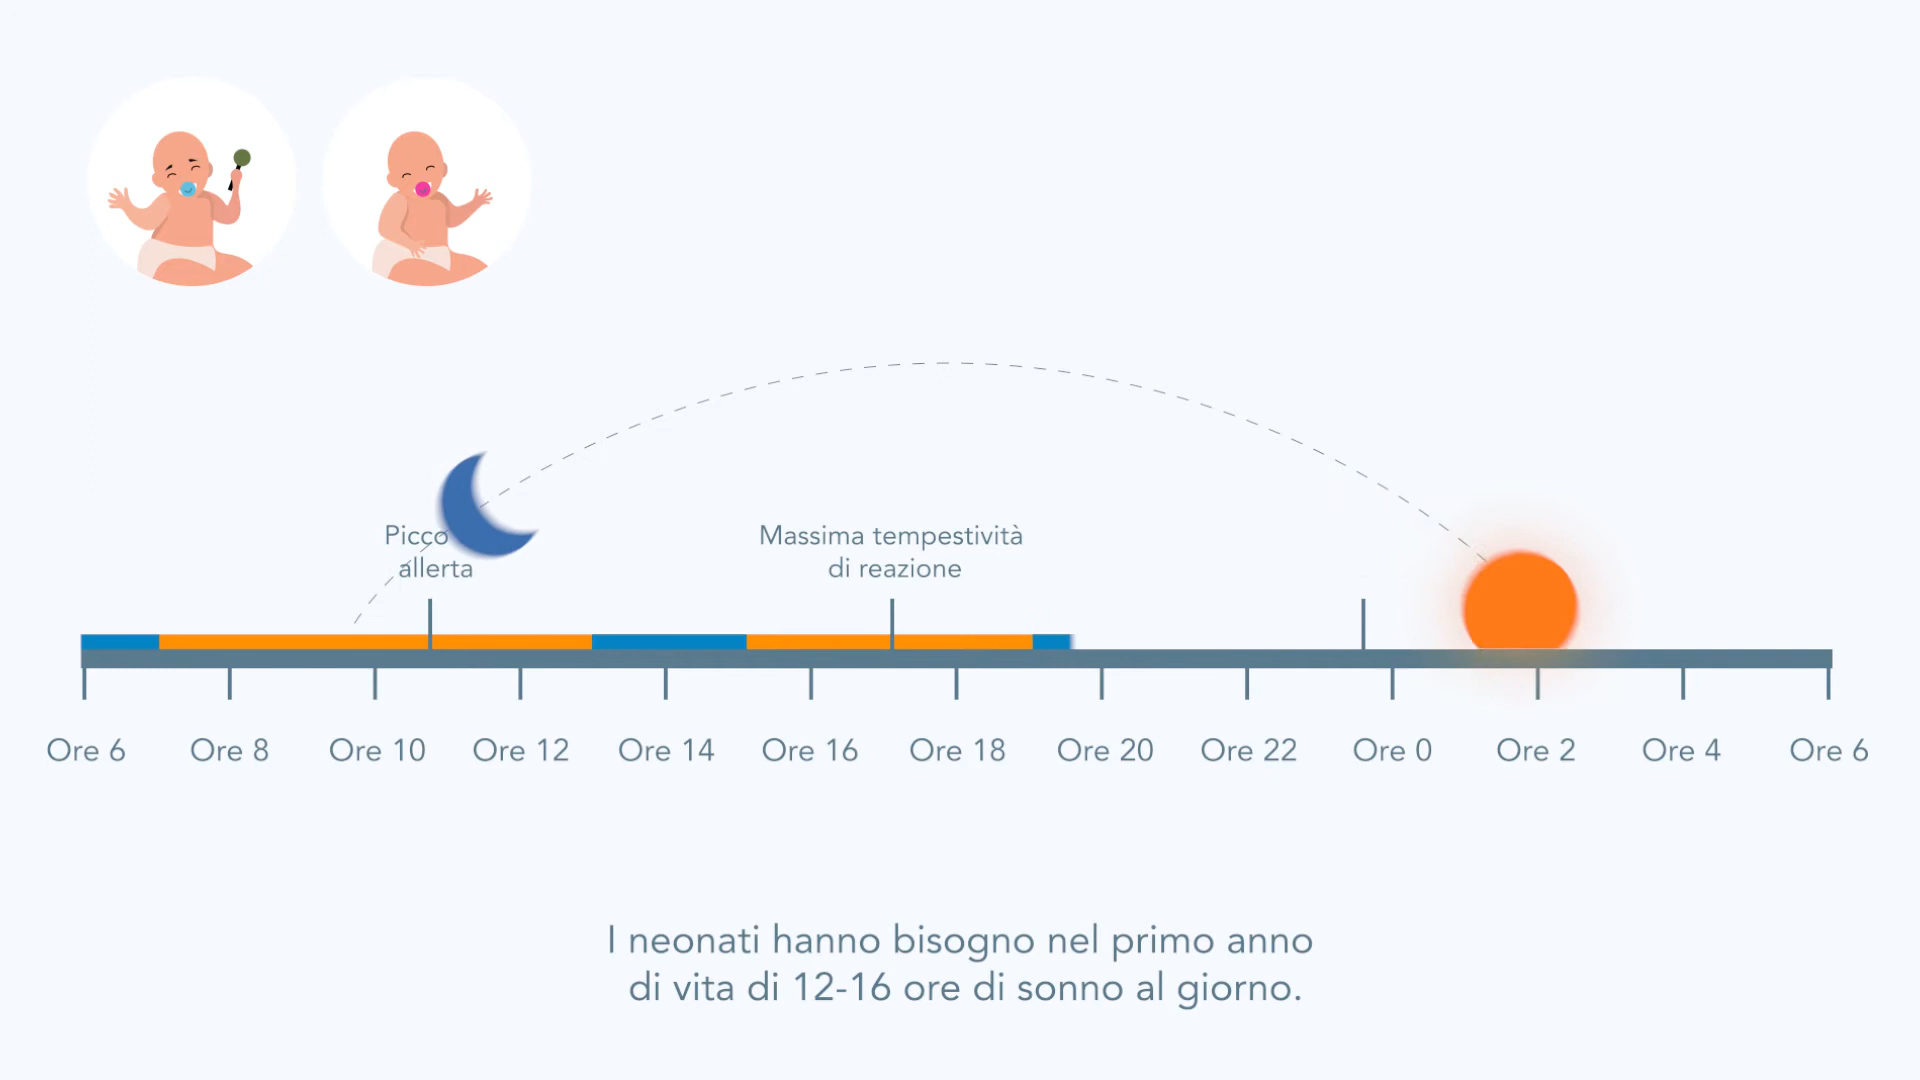 Picco
allerta
Massima tempestività
di reazione
Ore 6 Ore 8 Ore 10 Ore 12 Ore 14 Ore 16 Ore 18 Ore 20 Ore 22 Ore 0 Ore 2 Ore 4 Ore 6
I neonati hanno bisogno nel primo anno
di vita di 12-16 ore di sonno al giorno.